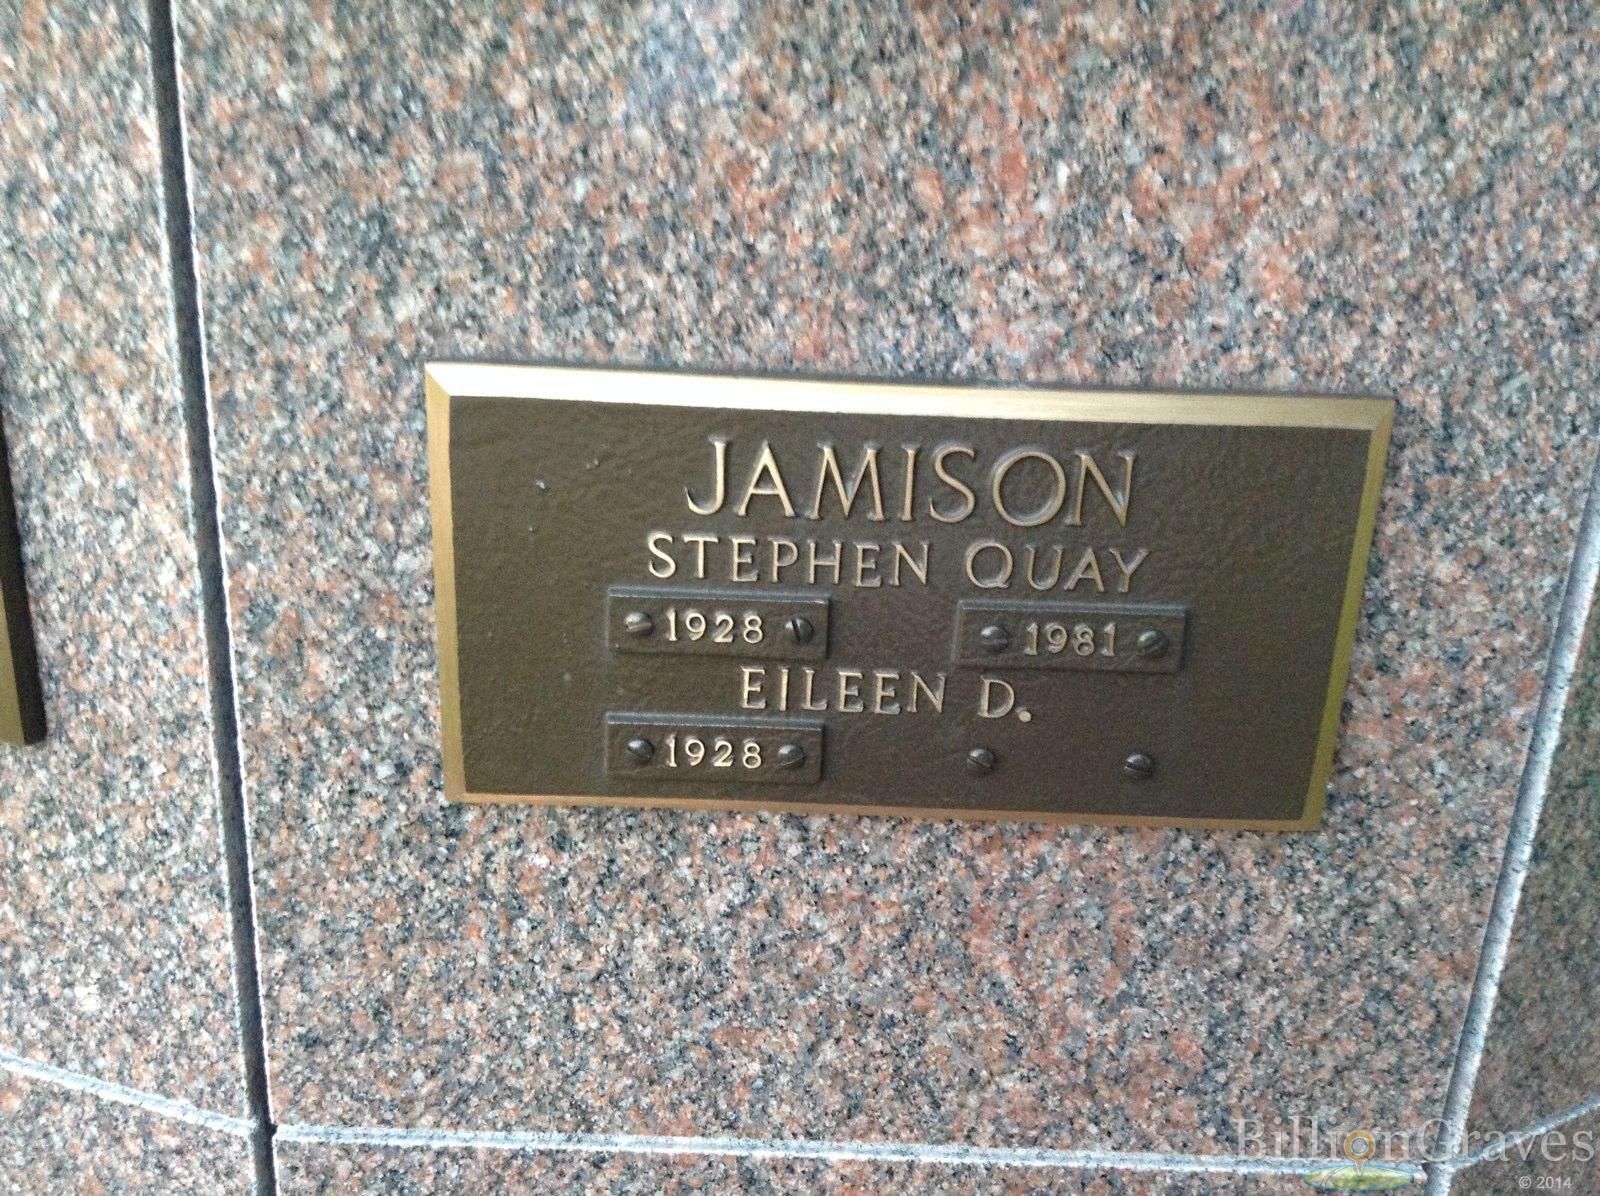 JAMISON
STEPHEN QUAY
1928 1981
EILEEN D.
1928
BillionGraves
© 2014